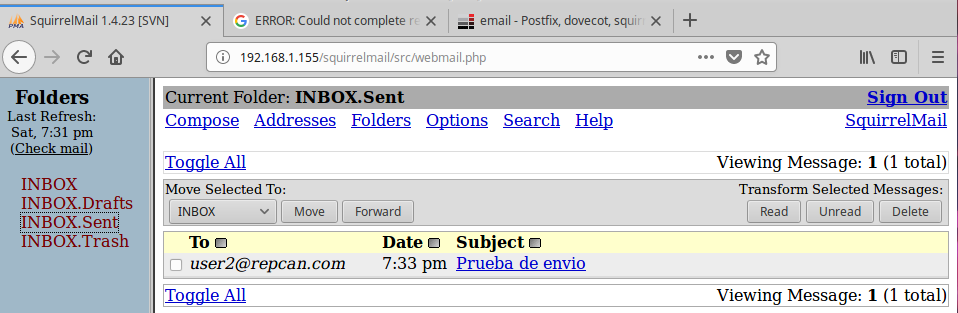 SquirrelMail 1.4.23 [SVN]
ERROR: Could not complete re
email - Postfix, dovecot, squir
192.168.1.155/squirrelmail/src/webmail.php
Folders
Last Refresh:
Sat, 7:31 pm
(Check mail)
INBOX
INBOX.Drafts
INBOX.Sent
INBOX.Trash
Current Folder: INBOX.Sent Sign Out
Compose Addresses Folders Options Search Help SquirrelMail
Toggle All Viewing Message: 1 (1 total)
Move Selected To: Transform Selected Messages:
INBOX Move Forward Read Unread Delete
To Date Subject
user2@repcan.com 7:33 pm Prueba de envio
Toggle All Viewing Message: 1 (1 total)